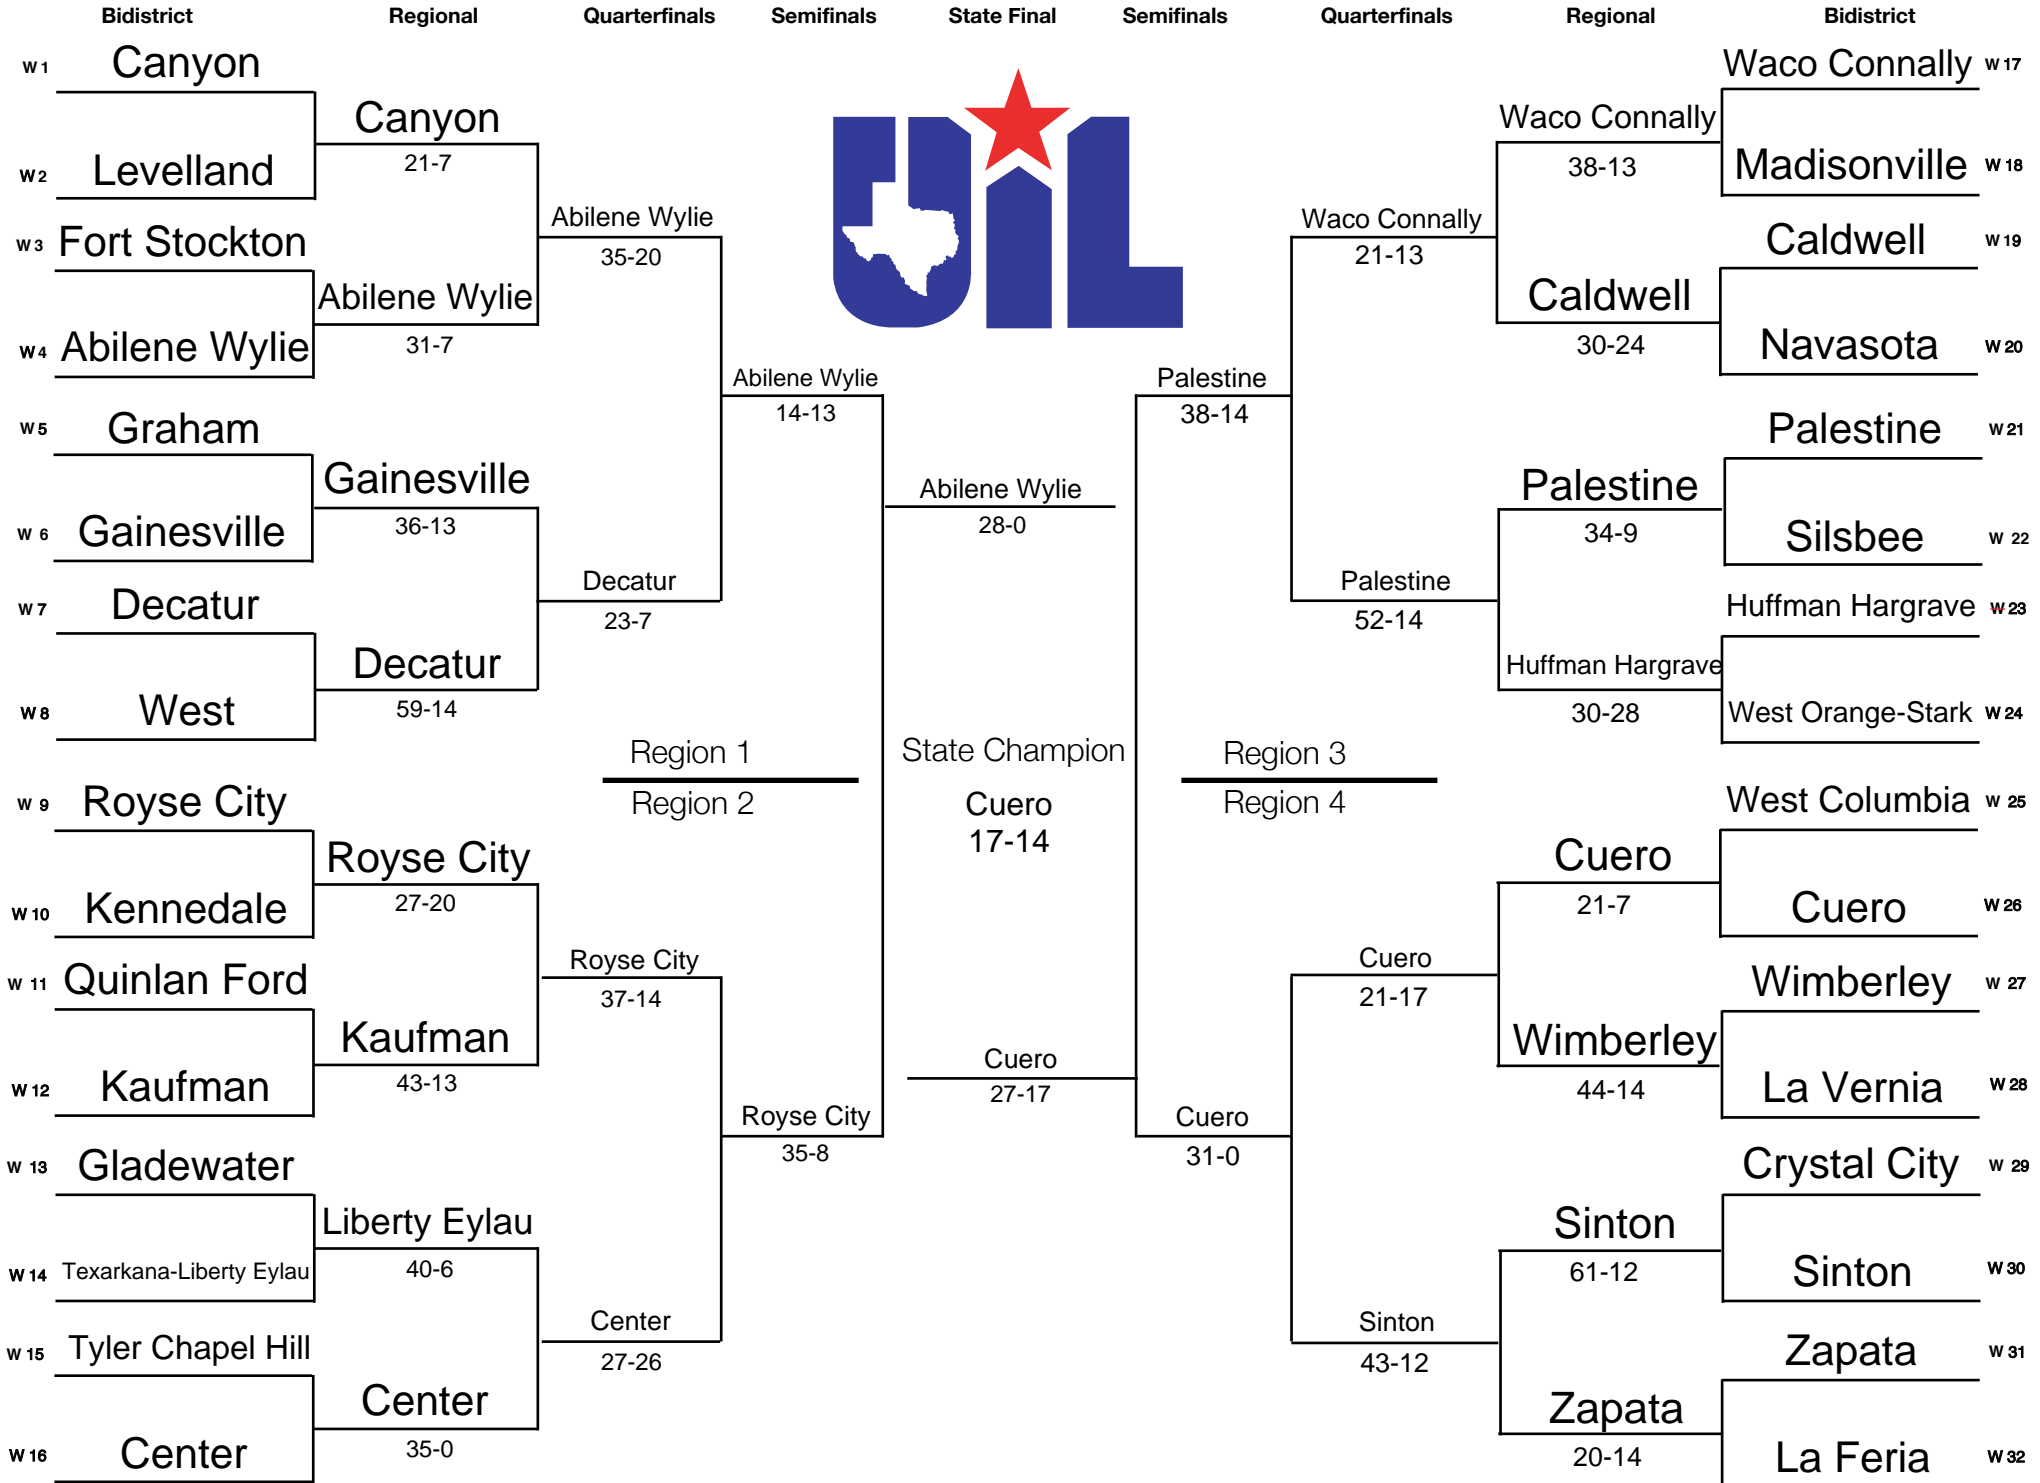 Bidistrict Regional Quarterfinals Semifinals State Final Semifinals Quarterfinals Regional Bidistrict
W 1 Canyon
W 2 Levelland
W 3 Fort Stockton
W 4 Abilene Wylie
W 5 Graham
W 6 Gainesville
W 7 Decatur
W 8 West
W 9 Royse City
W 10 Kennedale
W 11 Quinlan Ford
W 12 Kaufman
W 13 Gladewater
W 14 Texarkana-Liberty Eylau
W 15 Tyler Chapel Hill
W 16 Center
Canyon
21-7
Abilene Wylie
31-7
Gainesville
36-13
Decatur
59-14
Royse City
27-20
Kaufman
43-13
Liberty Eylau
40-6
Center
35-0
Abilene Wylie
35-20
Decatur
23-7
Region 1
Region 2
Royse City
37-14
Center
27-26
Abilene Wylie
14-13
Royse City
35-8
UIL
Abilene Wylie
28-0
State Champion
Cuero
17-14
Cuero
27-17
Palestine
38-14
Cuero
31-0
Waco Connally
21-13
Palestine
52-14
Region 3
Region 4
Cuero
21-17
Sinton
43-12
Waco Connally
38-13
Caldwell
30-24
Palestine
34-9
Huffman Hargrave
30-28
Cuero
21-7
Wimberley
44-14
Sinton
61-12
Zapata
20-14
Waco Connally W 17
Madisonville W 18
Caldwell W 19
Navasota W 20
Palestine W 21
Silsbee W 22
Huffman Hargrave W 23
West Orange-Stark W 24
West Columbia W 25
Cuero W 26
Wimberley W 27
La Vernia W 28
Crystal City W 29
Sinton W 30
Zapata W 31
La Feria W 32